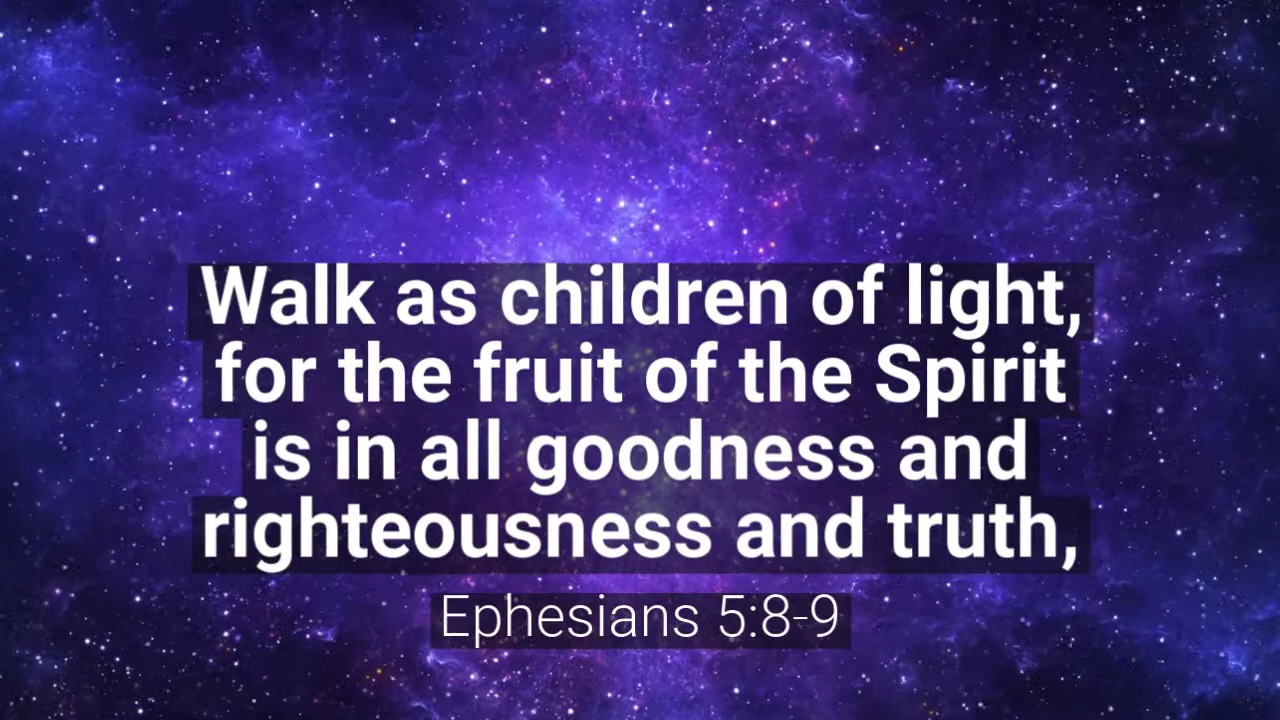 Walk as children of light,
for the fruit of the Spirit
is in all goodness and
righteousness and truth,
Ephesians 5:8-9